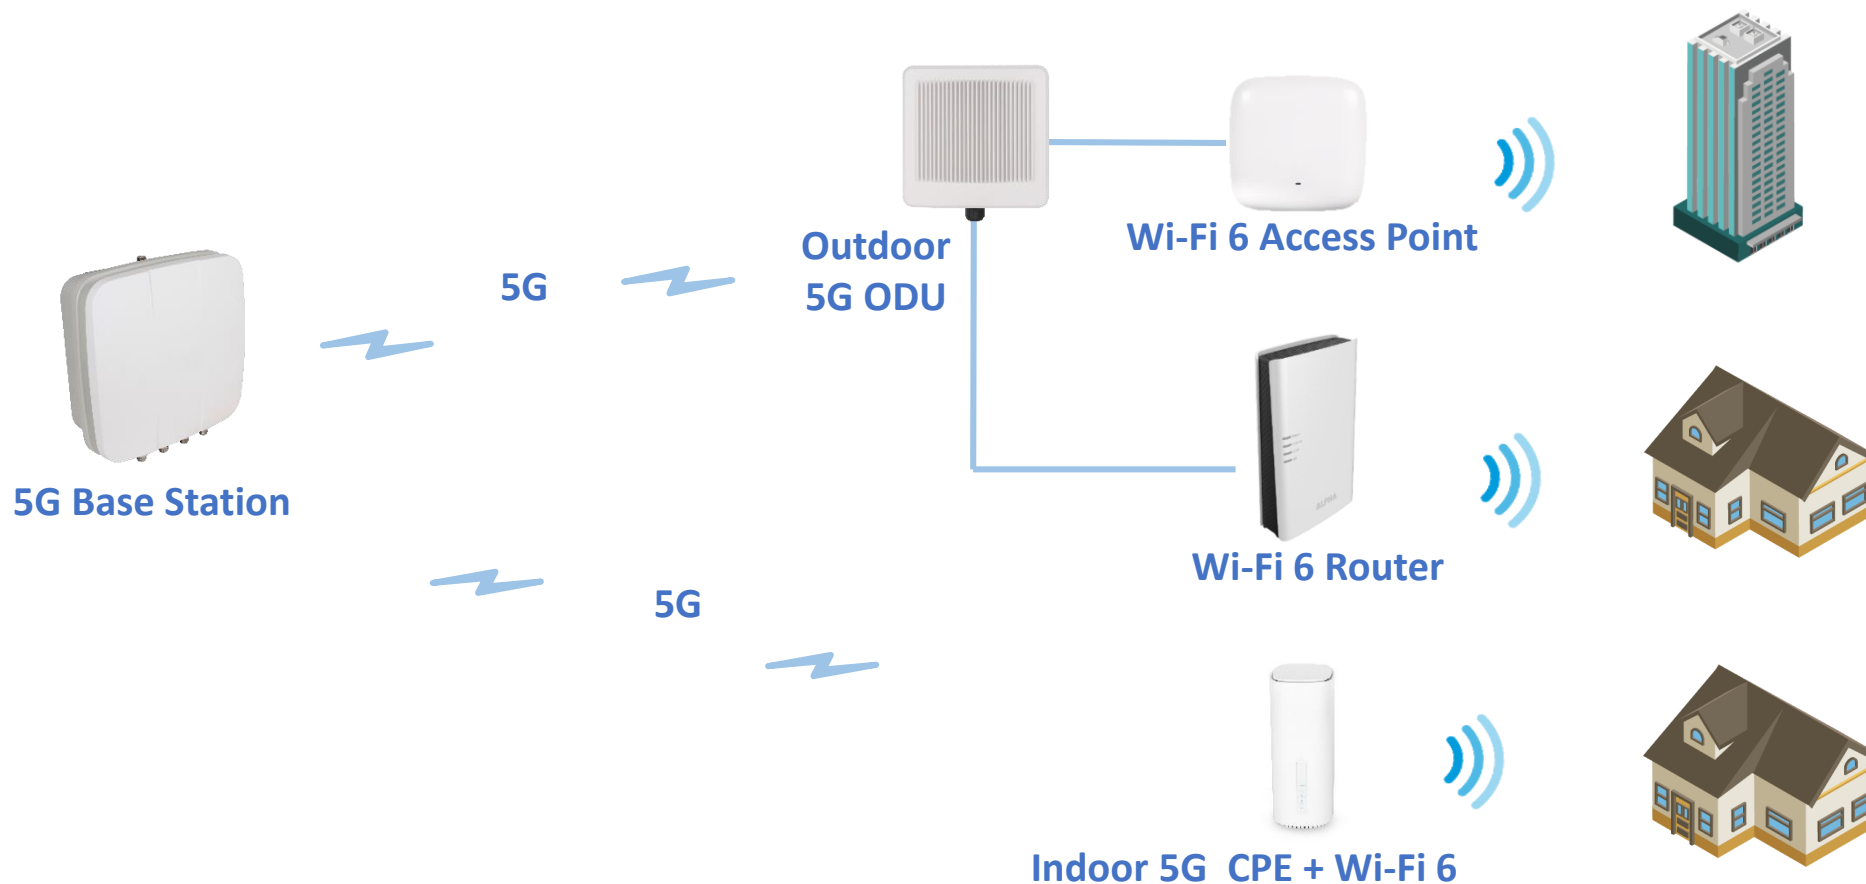 5G Base Station
5G
5G
Outdoor
5G ODU
Wi-Fi 6 Access Point
Wi-Fi 6 Router
ALPHA
Indoor 5G  CPE + Wi-Fi 6